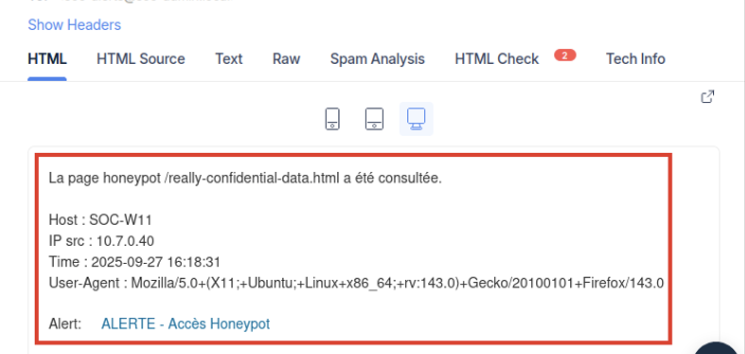 Show Headers
HTML HTML Source Text Raw Spam Analysis HTML Check 2 Tech Info
La page honeypot /really-confidential-data.html a été consultée.
Host : SOC-W11
IP src : 10.7.0.40
Time : 2025-09-27 16:18:31
User-Agent : Mozilla/5.0+(X11;+Ubuntu;+Linux+x86_64;+rv:143.0)+Gecko/20100101+Firefox/143.0
Alert: ALERTE - Accès Honeypot